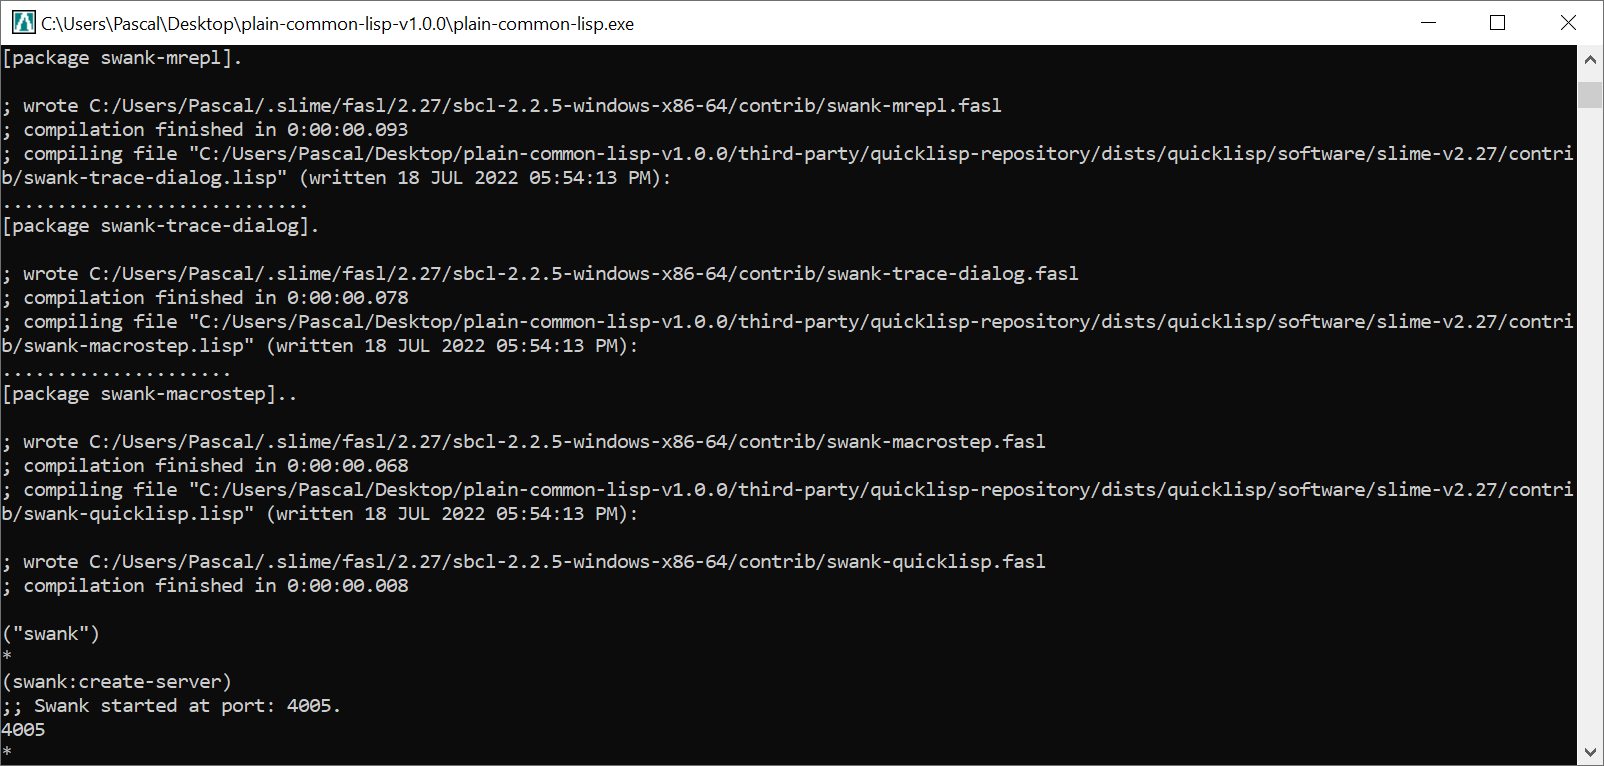 C:\Users\Pascal\Desktop\plain-common-lisp-v1.0.0\plain-common-lisp.exe
[package swank-mrepl].
; wrote C:/Users/Pascal/.slime/fasl/2.27/sbcl-2.2.5-windows-x86-64/contrib/swank-mrepl.fasl
; compilation finished in 0:00:00.093
; compiling file "C:/Users/Pascal/Desktop/plain-common-lisp-v1.0.0/third-party/quicklisp-repository/dists/quicklisp/software/slime-v2.27/contri
b/swank-trace-dialog.lisp" (written 18 JUL 2022 05:54:13 PM):
............................
[package swank-trace-dialog].
; wrote C:/Users/Pascal/.slime/fasl/2.27/sbcl-2.2.5-windows-x86-64/contrib/swank-trace-dialog.fasl
; compilation finished in 0:00:00.078
; compiling file "C:/Users/Pascal/Desktop/plain-common-lisp-v1.0.0/third-party/quicklisp-repository/dists/quicklisp/software/slime-v2.27/contri
b/swank-macrostep.lisp" (written 18 JUL 2022 05:54:13 PM):
.....................
[package swank-macrostep]..
; wrote C:/Users/Pascal/.slime/fasl/2.27/sbcl-2.2.5-windows-x86-64/contrib/swank-macrostep.fasl
; compilation finished in 0:00:00.068
; compiling file "C:/Users/Pascal/Desktop/plain-common-lisp-v1.0.0/third-party/quicklisp-repository/dists/quicklisp/software/slime-v2.27/contri
b/swank-quicklisp.lisp" (written 18 JUL 2022 05:54:13 PM):
; wrote C:/Users/Pascal/.slime/fasl/2.27/sbcl-2.2.5-windows-x86-64/contrib/swank-quicklisp.fasl
; compilation finished in 0:00:00.008
("swank")
*
(swank:create-server)
;; Swank started at port: 4005.
4005
*